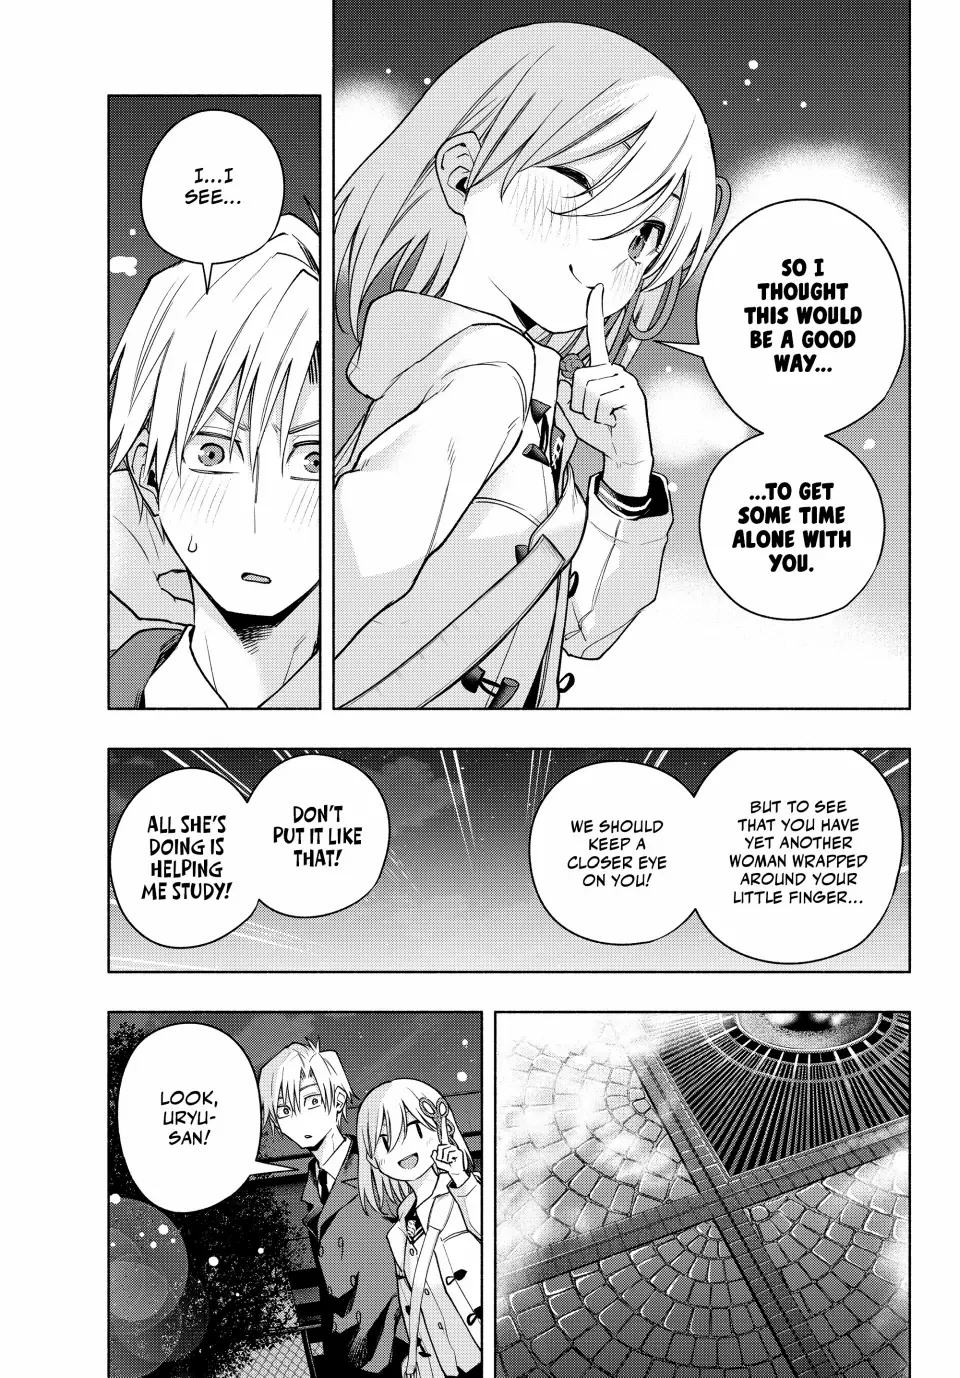 SO I
THOUGHT
THIS WOULD
BE A GOOD
WAY...
...TO GET
SOME TIME
ALONE WITH
YOU.
I...I
SEE...
BUT TO SEE
THAT YOU HAVE
YET ANOTHER
WOMAN WRAPPED
AROUND YOUR
LITTLE FINGER...
WE SHOULD
KEEP A
CLOSER EYE
ON YOU!
DON'T
PUT IT LIKE
THAT!
ALL SHE'S
DOING IS
HELPING
ME STUDY!
LOOK,
URYU-
SAN!